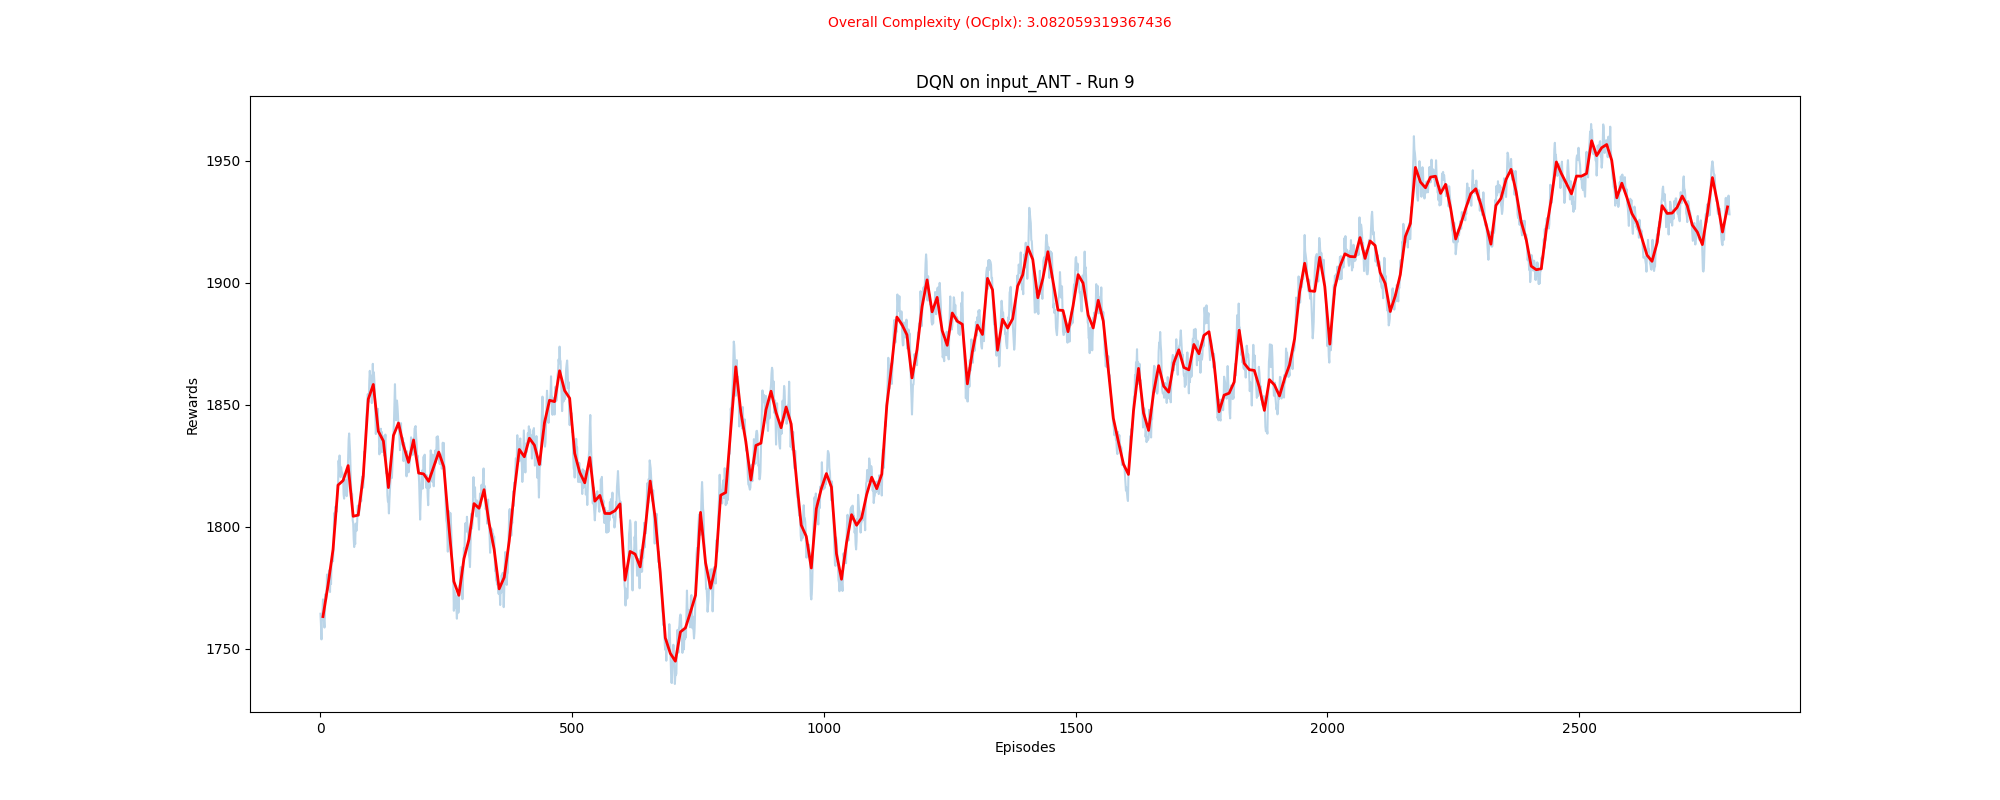 Overall Complexity (OCplx): 3.082059319367436
DQN on input_ANT - Run 9
Rewards
1950
1900
1850
1800
1750
0 500 1000 1500 2000 2500
Episodes